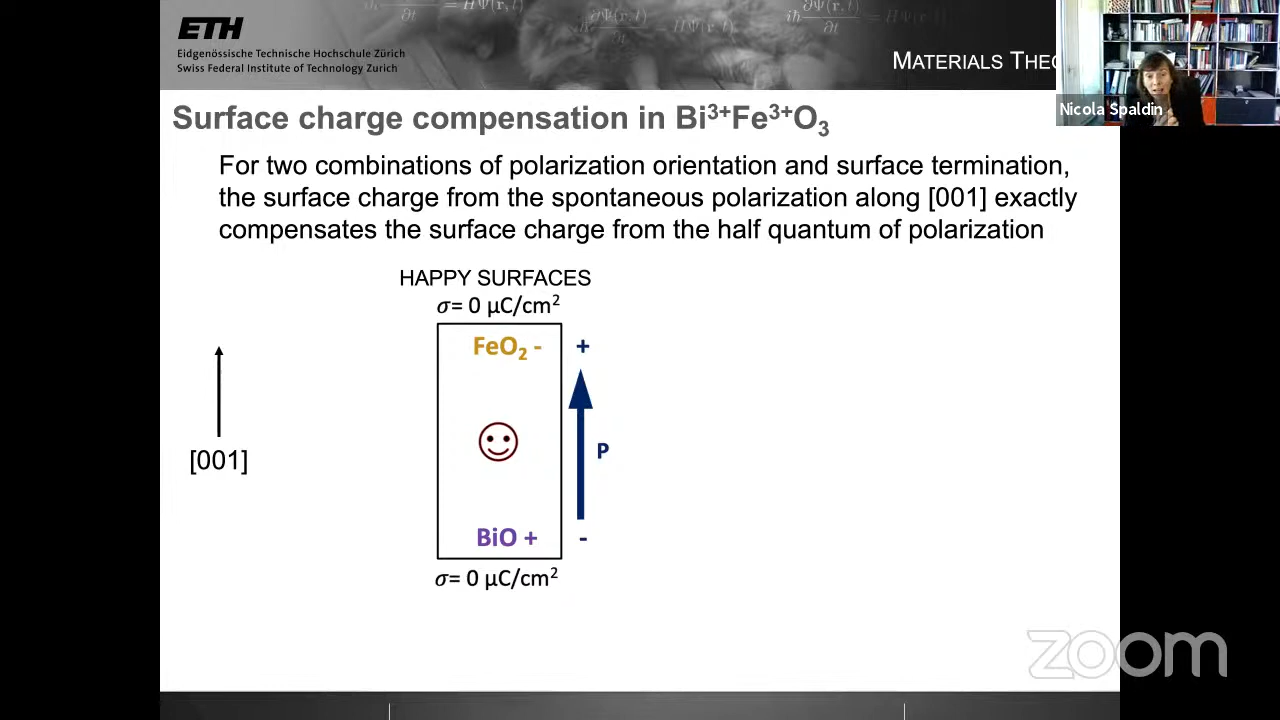 ETH
Eidgenössische Technische Hochschule Zürich
Swiss Federal Institute of Technology Zurich
MATERIALS THEO
Nicola Spaldin
Surface charge compensation in Bi³⁺Fe³⁺O₃
For two combinations of polarization orientation and surface termination,
the surface charge from the spontaneous polarization along [001] exactly
compensates the surface charge from the half quantum of polarization
HAPPY SURFACES
σ= 0 µC/cm²
FeO₂ - +
P
[001]
BiO + -
σ= 0 µC/cm²
zoom